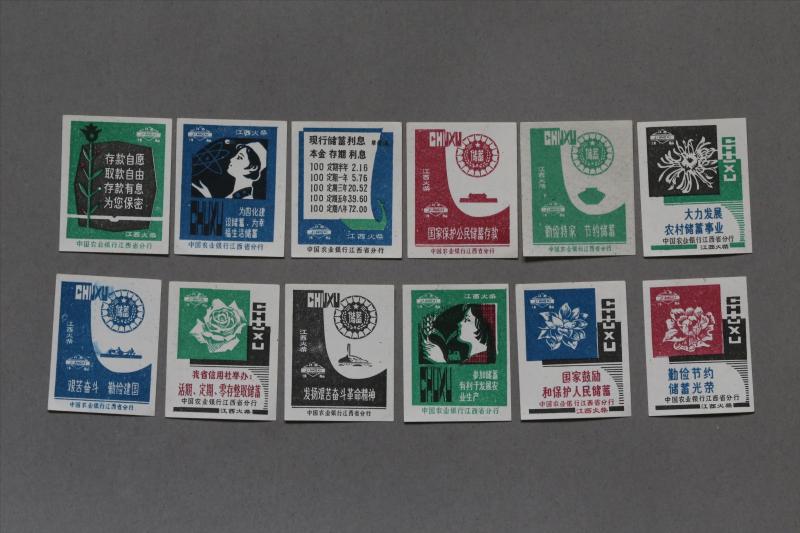 存款自愿
取款自由
存款有息
为您保密
江西火柴
中国农业银行江西省分行
为四化建
设储蓄，为幸
福生活储蓄
CHUXU
中国农业银行江西省分行
江西火柴
现行储蓄利息
本金 存期 利息
100 定期半年 2.16
100 定期一年 5.76
100 定期三年20.52
100 定期五年39.60
100 定期八年72.00
江西火柴
中国农业银行江西省分行
CHUXU
储蓄
江西火柴
国家保护公民储蓄存款
中国农业银行江西省分行
CHUXU
储蓄
江西火柴
勤俭持家 节约储蓄
中国农业银行江西省分行
CHUXU
大力发展
农村储蓄事业
中国农业银行江西省分行
江西火柴
CHUXU
储蓄
江西火柴
艰苦奋斗 勤俭建国
中国农业银行江西省分行
CHUXU
我省信用社举办：
活期、定期、零存整取储蓄
中国农业银行江西省分行
江西火柴
CHUXU
储蓄
江西火柴
发扬艰苦奋斗革命精神
中国农业银行江西省分行
江西火柴
CHUXU
参加储蓄
有利于发展农
业生产
中国农业银行江西省分行
CHUXU
国家鼓励
和保护人民储蓄
中国农业银行江西省分行
江西火柴
CHUXU
勤俭节约
储蓄光荣
中国农业银行江西省分行
江西火柴